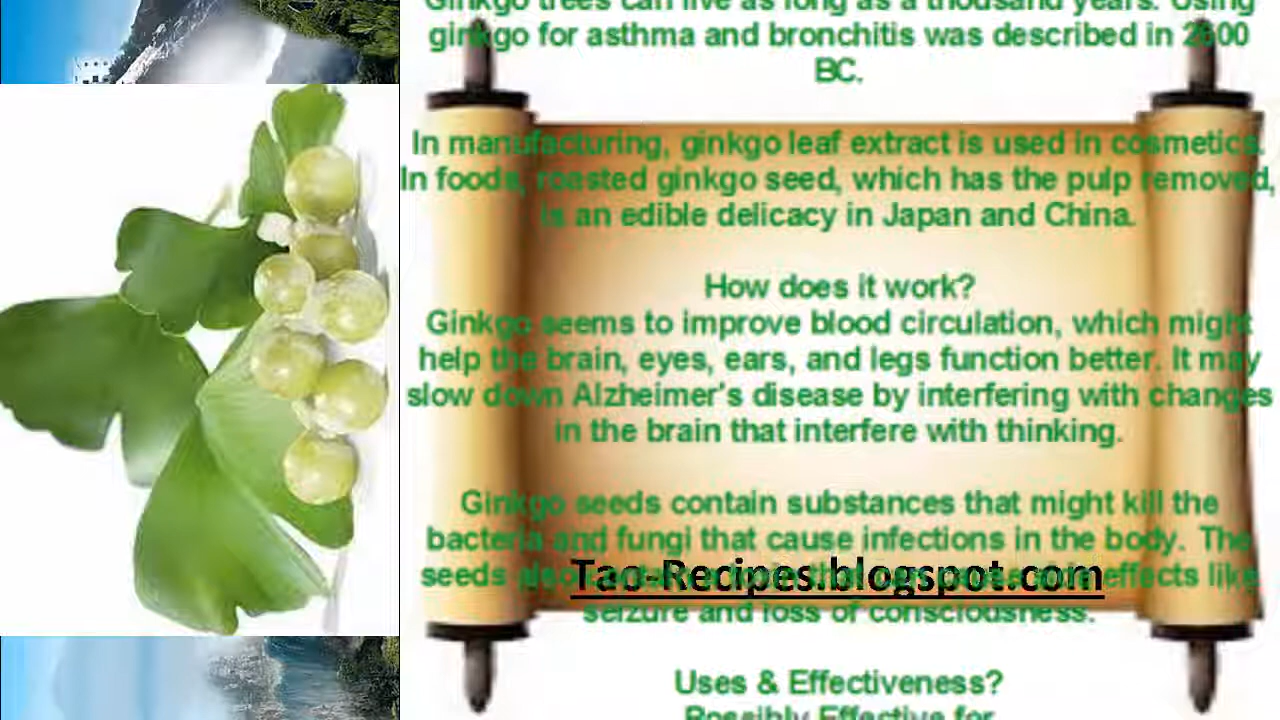 Ginkgo trees can live as long as a thousand years. Using
ginkgo for asthma and bronchitis was described in 2600
BC.
In manufacturing, ginkgo leaf extract is used in cosmetics.
In foods, roasted ginkgo seed, which has the pulp removed,
is an edible delicacy in Japan and China.
How does it work?
Ginkgo seems to improve blood circulation, which might
help the brain, eyes, ears, and legs function better. It may
slow down Alzheimer's disease by interfering with changes
in the brain that interfere with thinking.
Ginkgo seeds contain substances that might kill the
bacteria and fungi that cause infections in the body. The
seeds also effects like
Tao-Recipes.blogspot.com
seizure and loss of consciousness.
Uses & Effectiveness?
Possibly Effective for